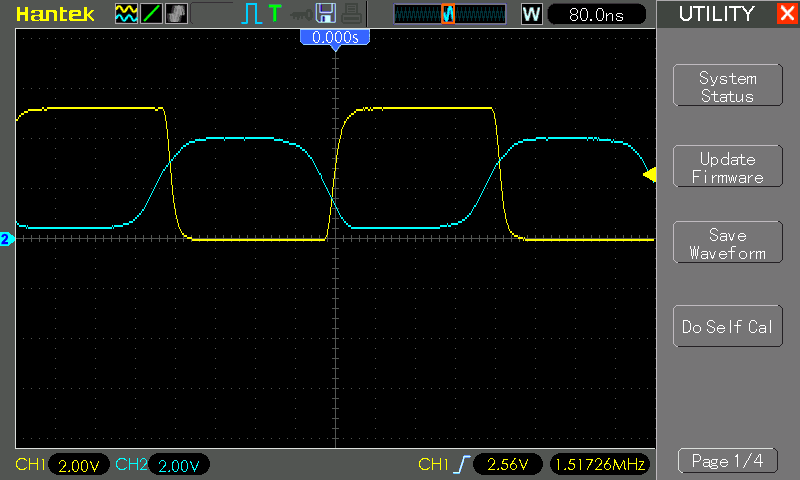 Hantek
T
W
80.0ns
UTILITY
0.000s
System
Status
Update
Firmware
Save
Waveform
Do Self Cal
2
CH1 2.00V CH2 2.00V CH1 2.56V 1.51726MHz
Page 1/4